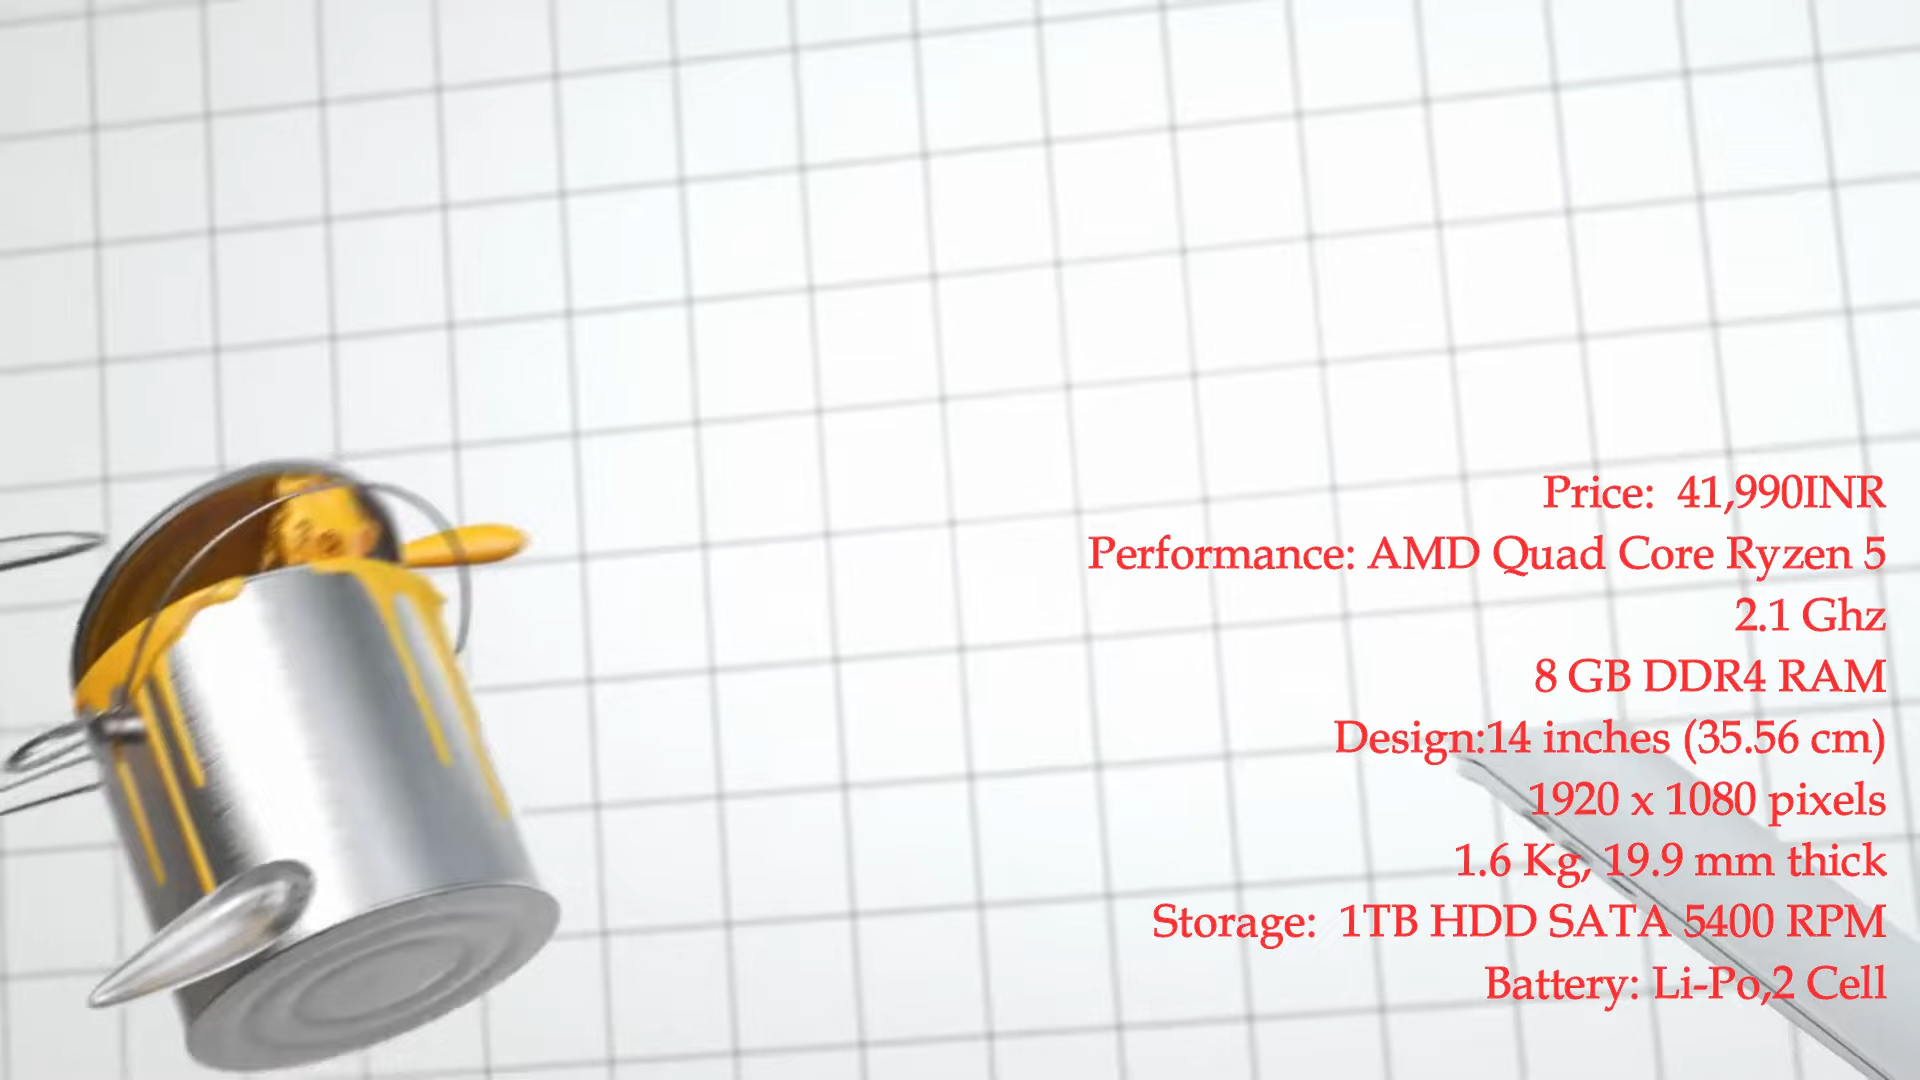 Price:  41,990INR
Performance: AMD Quad Core Ryzen 5
2.1 Ghz
8 GB DDR4 RAM
Design:14 inches (35.56 cm)
1920 x 1080 pixels
1.6 Kg, 19.9 mm thick
Storage:  1TB HDD SATA 5400 RPM
Battery: Li-Po,2 Cell